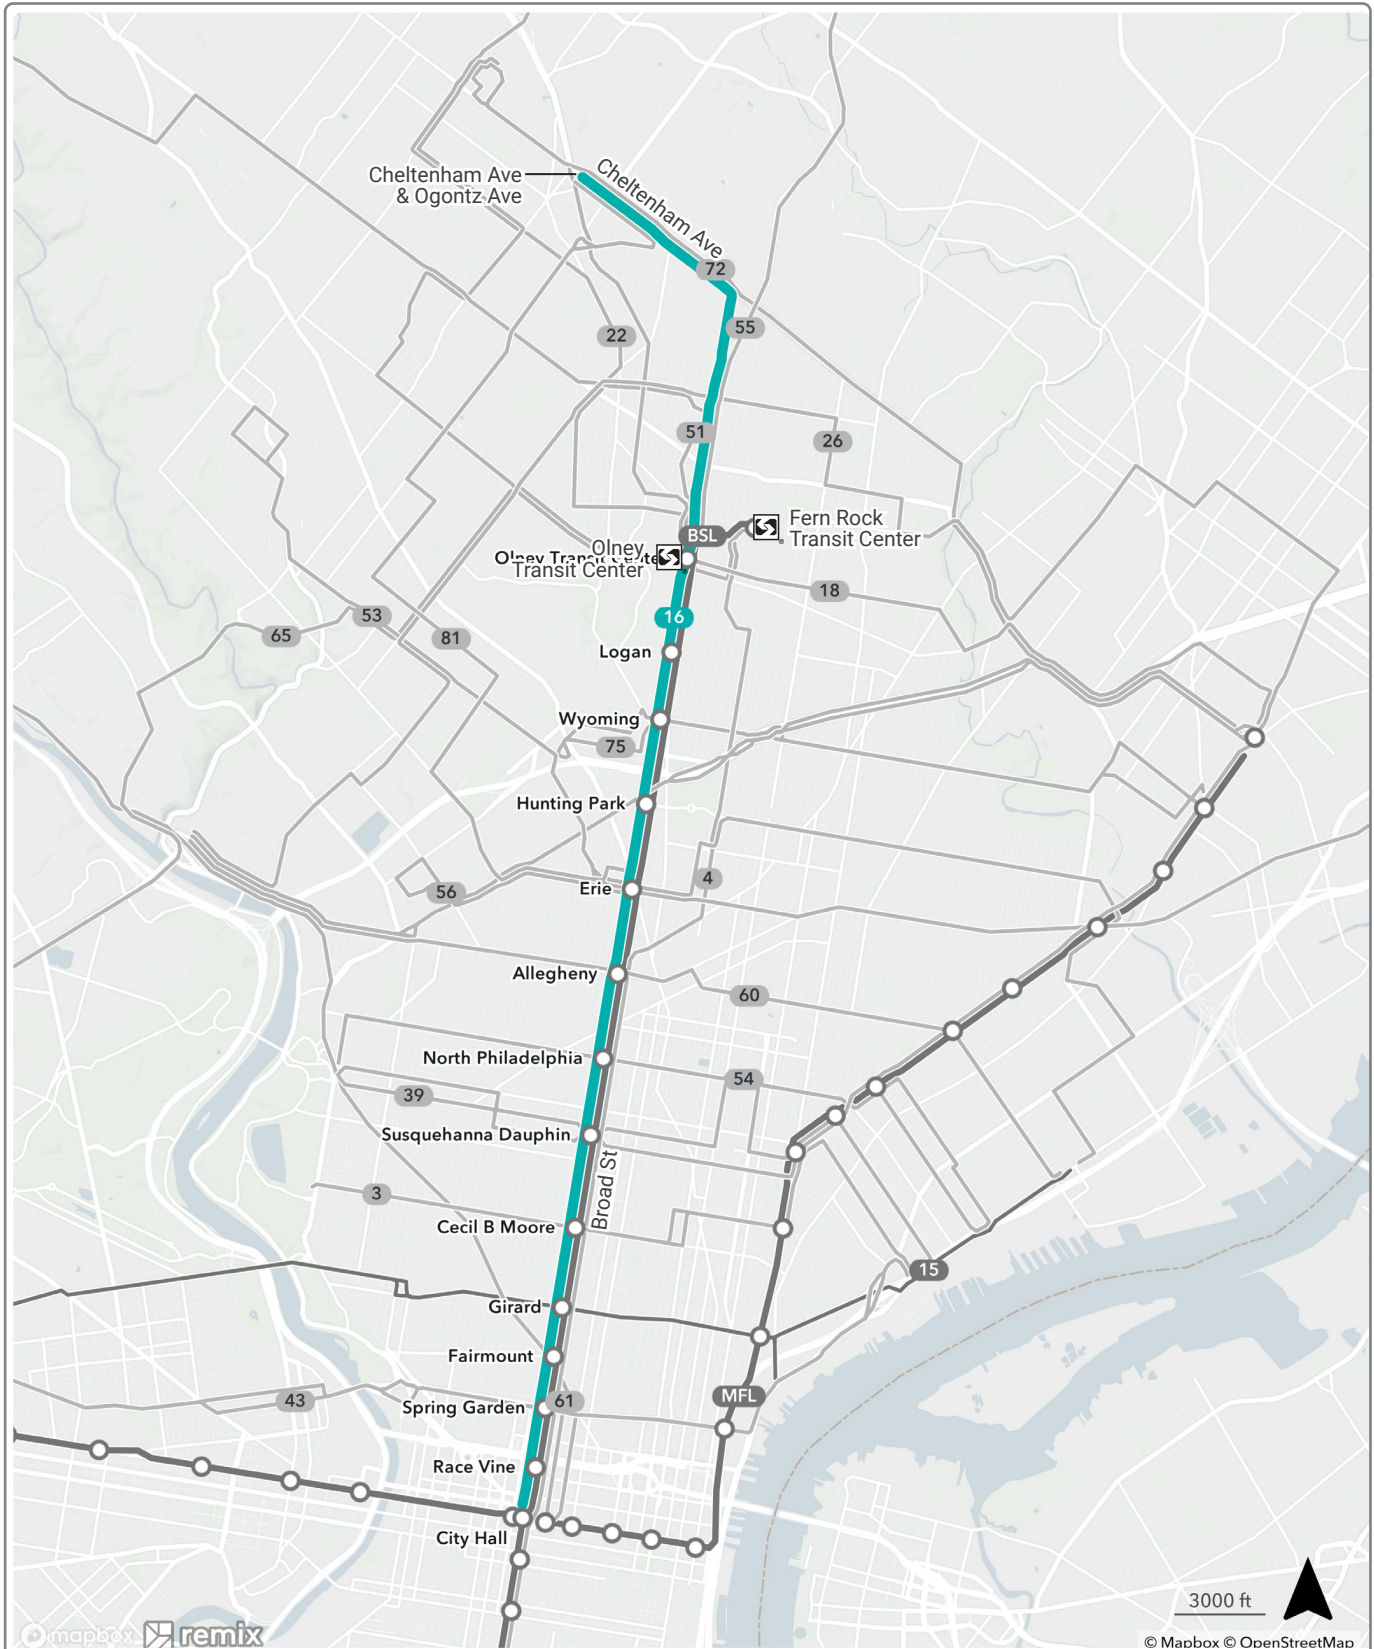 Cheltenham Ave
& Ogontz Ave
Cheltenham Ave
72
55
22
51
26
BSL
Fern Rock
Transit Center
Olney
Transit Center
Olney Transit Center
18
16
53
65
81
Logan
Wyoming
75
Hunting Park
Erie
4
56
Allegheny
60
North Philadelphia
54
39
Susquehanna Dauphin
Broad St
3
Cecil B Moore
15
Girard
Fairmount
MFL
43
Spring Garden
61
Race Vine
City Hall
3000 ft
mapbox
remix
© Mapbox © OpenStreetMap